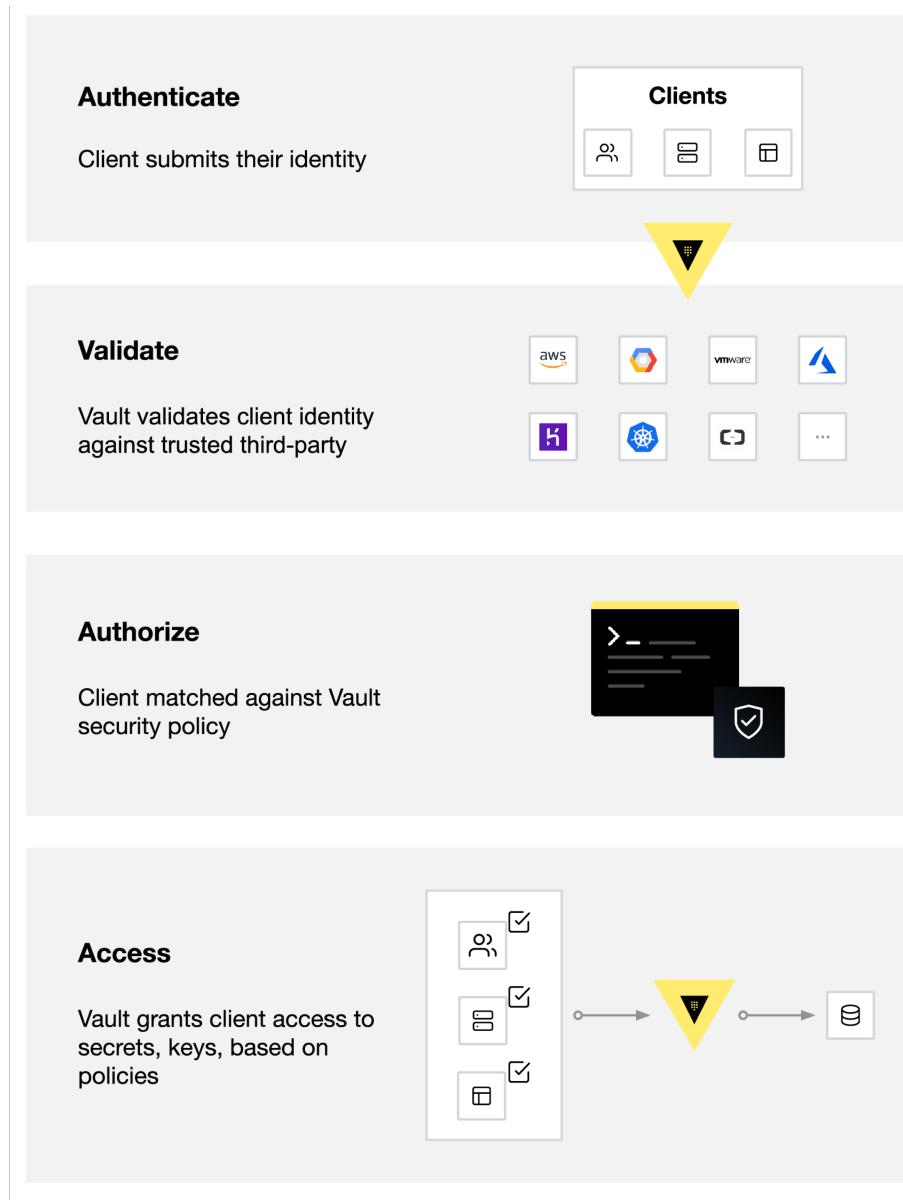 Authenticate
Client submits their identity
Clients
Validate
Vault validates client identity
against trusted third-party
aws
vmware
Authorize
Client matched against Vault
security policy
Access
Vault grants client access to
secrets, keys, based on
policies